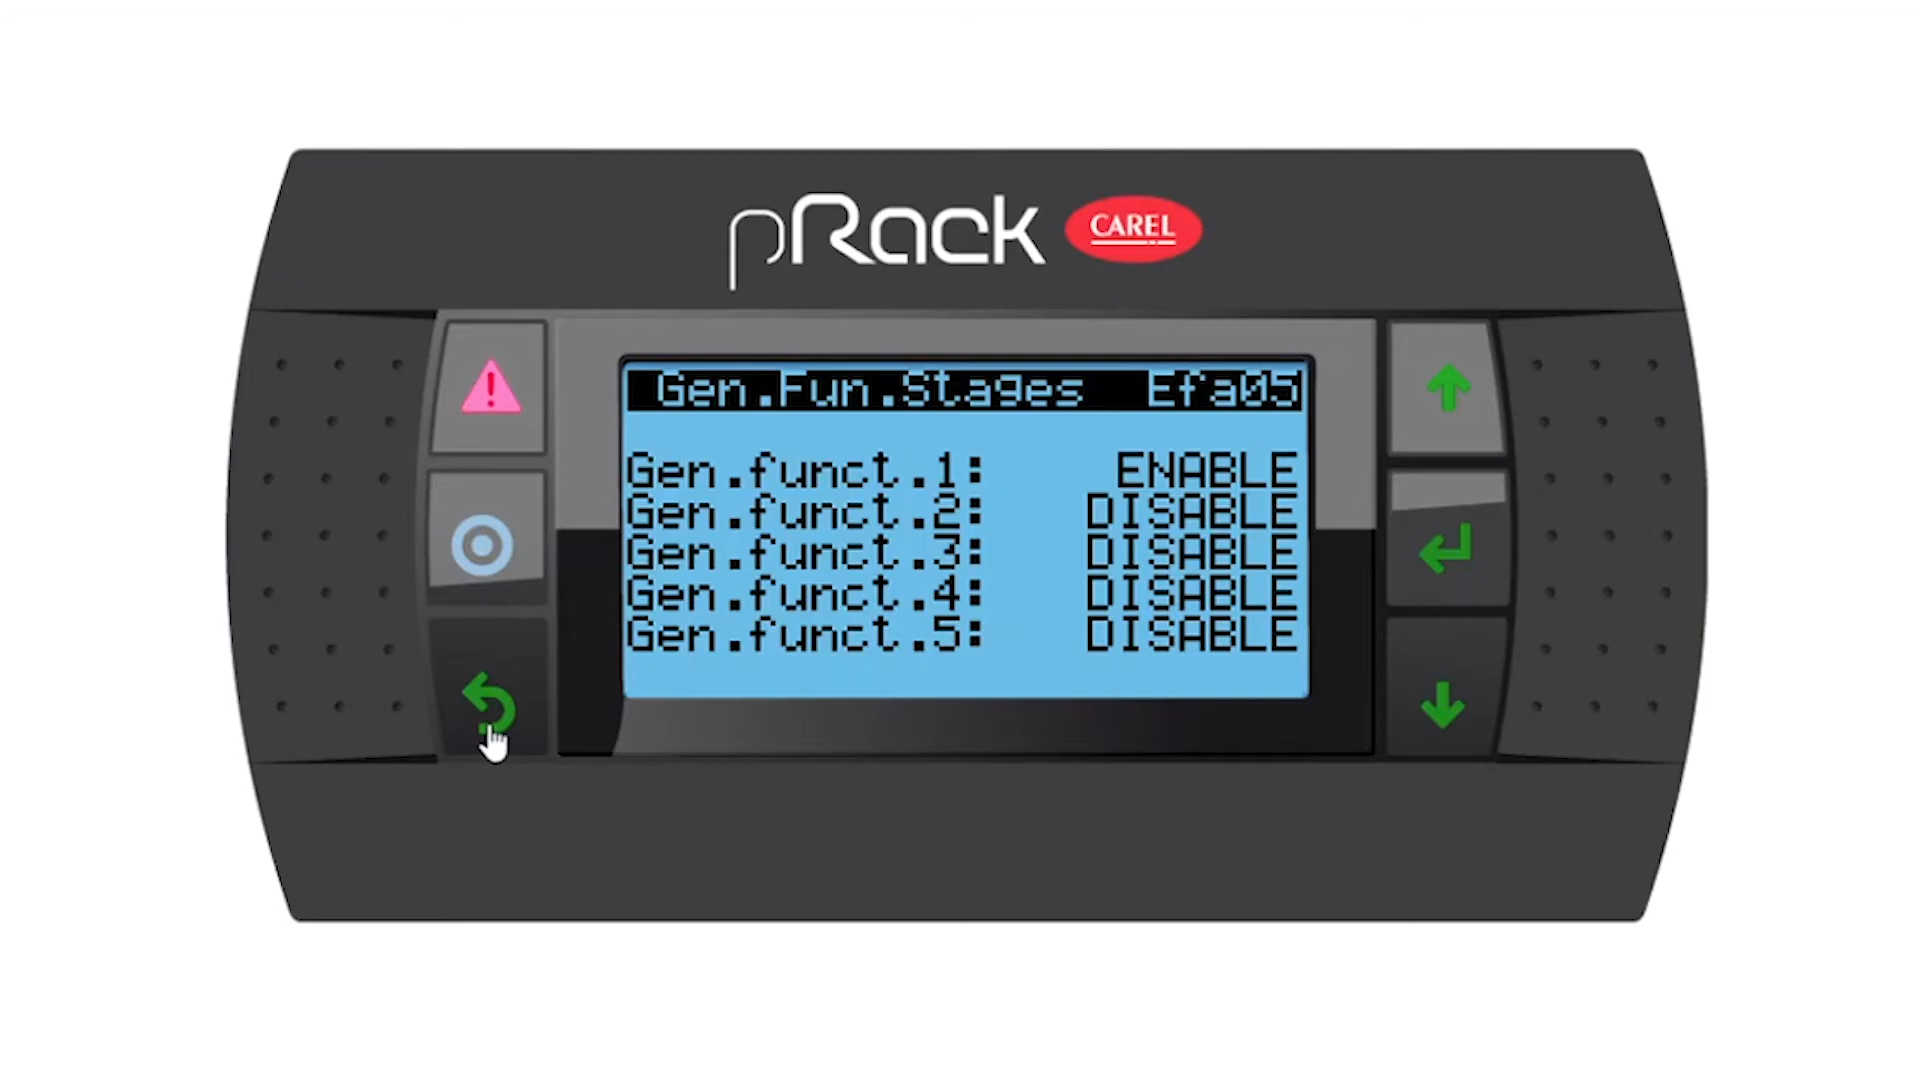 pRack CAREL
Gen.Fun.Stages Efa05
Gen.funct.1: ENABLE
Gen.funct.2: DISABLE
Gen.funct.3: DISABLE
Gen.funct.4: DISABLE
Gen.funct.5: DISABLE